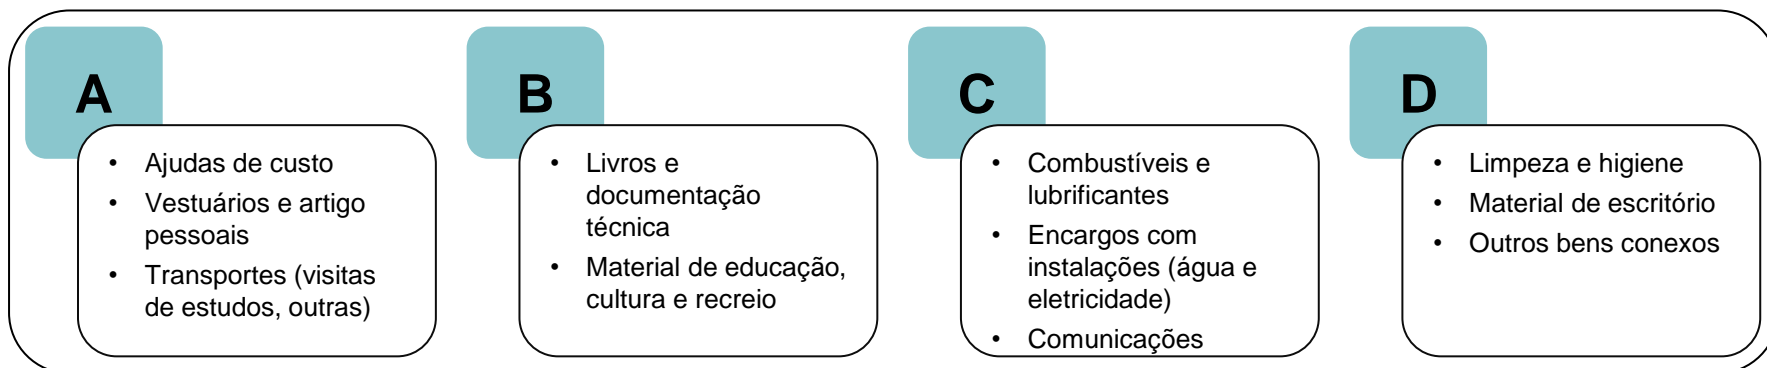 A
• Ajudas de custo
• Vestuários e artigo
pessoais
• Transportes (visitas
de estudos, outras)
B
• Livros e
documentação
técnica
• Material de educação,
cultura e recreio
C
• Combustíveis e
lubrificantes
• Encargos com
instalações (água e
eletricidade)
• Comunicações
D
• Limpeza e higiene
• Material de escritório
• Outros bens conexos